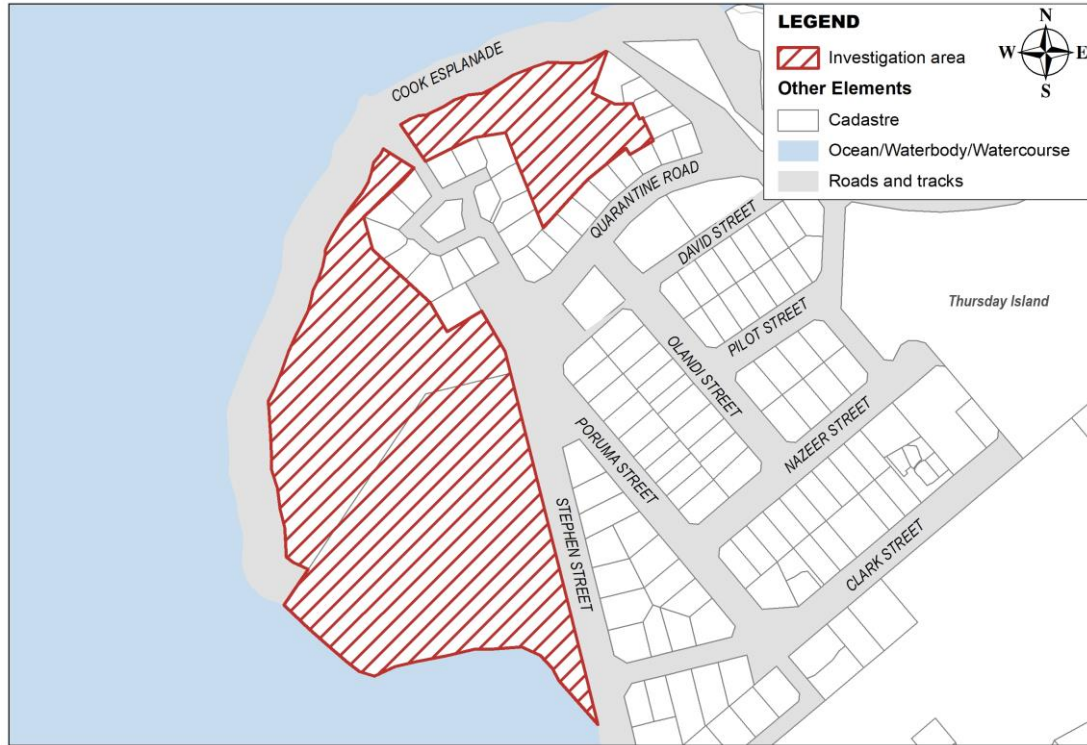 LEGEND
Investigation area
Other Elements
Cadastre
Ocean/Waterbody/Watercourse
Roads and tracks
N
W
E
S
COOK ESPLANADE
QUARANTINE ROAD
DAVID STREET
PILOT STREET
Thursday Island
OLANDI STREET
NAZEER STREET
PORUMA STREET
STEPHEN STREET
CLARK STREET